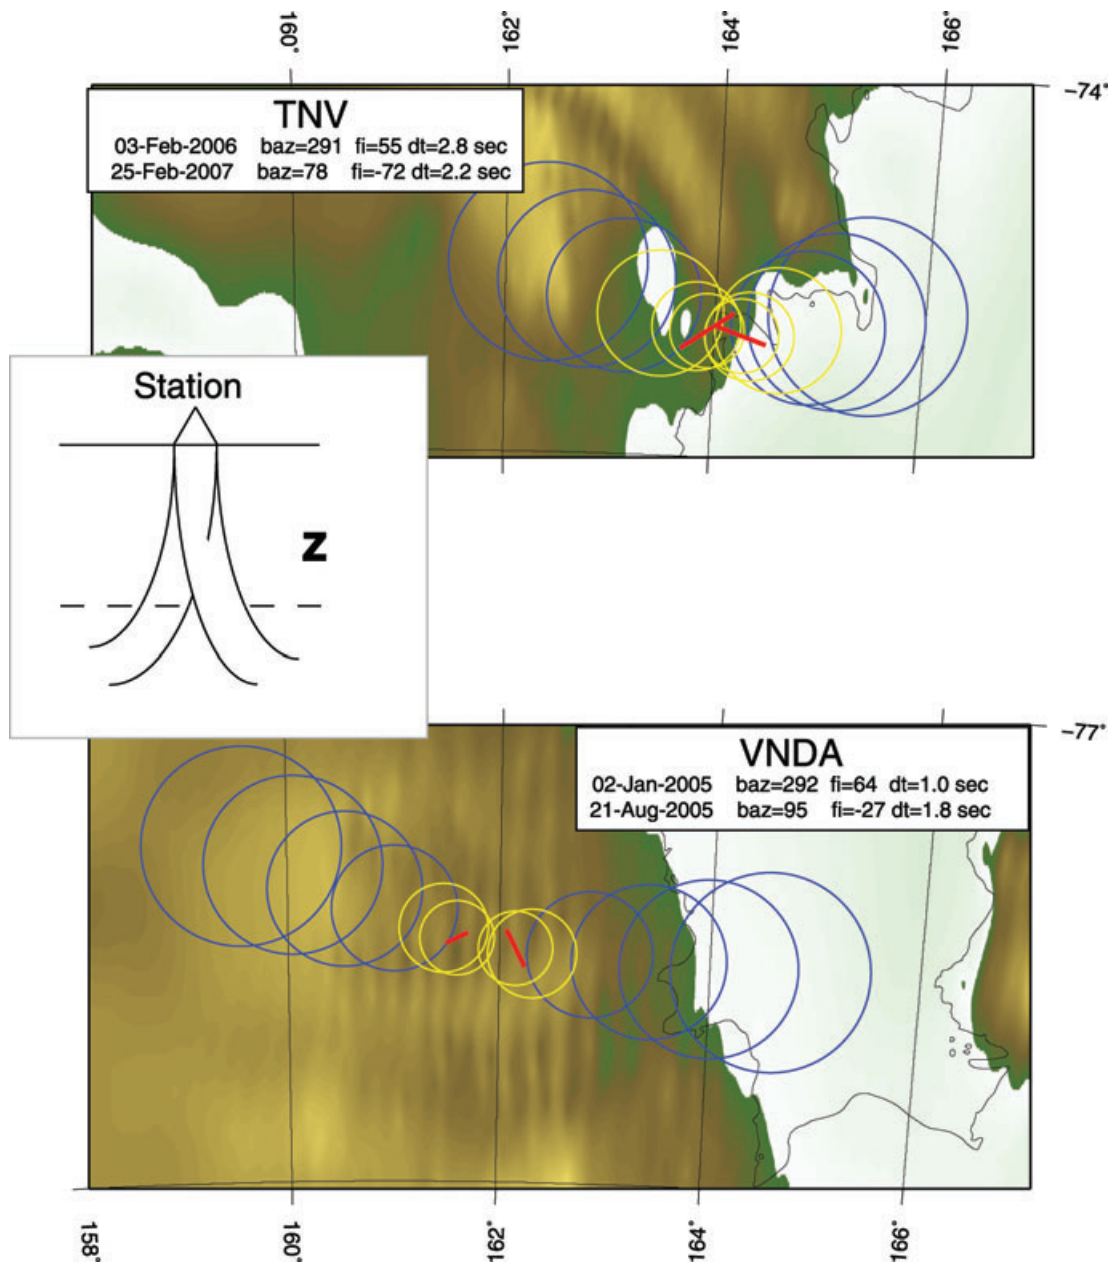 160°
162°
164°
166°
-74°
TNV
03-Feb-2006 baz=291 fi=55 dt=2.8 sec
25-Feb-2007 baz=78 fi=-72 dt=2.2 sec
Station
z
-77°
VNDA
02-Jan-2005 baz=292 fi=64 dt=1.0 sec
21-Aug-2005 baz=95 fi=-27 dt=1.8 sec
158°
160°
162°
164°
166°